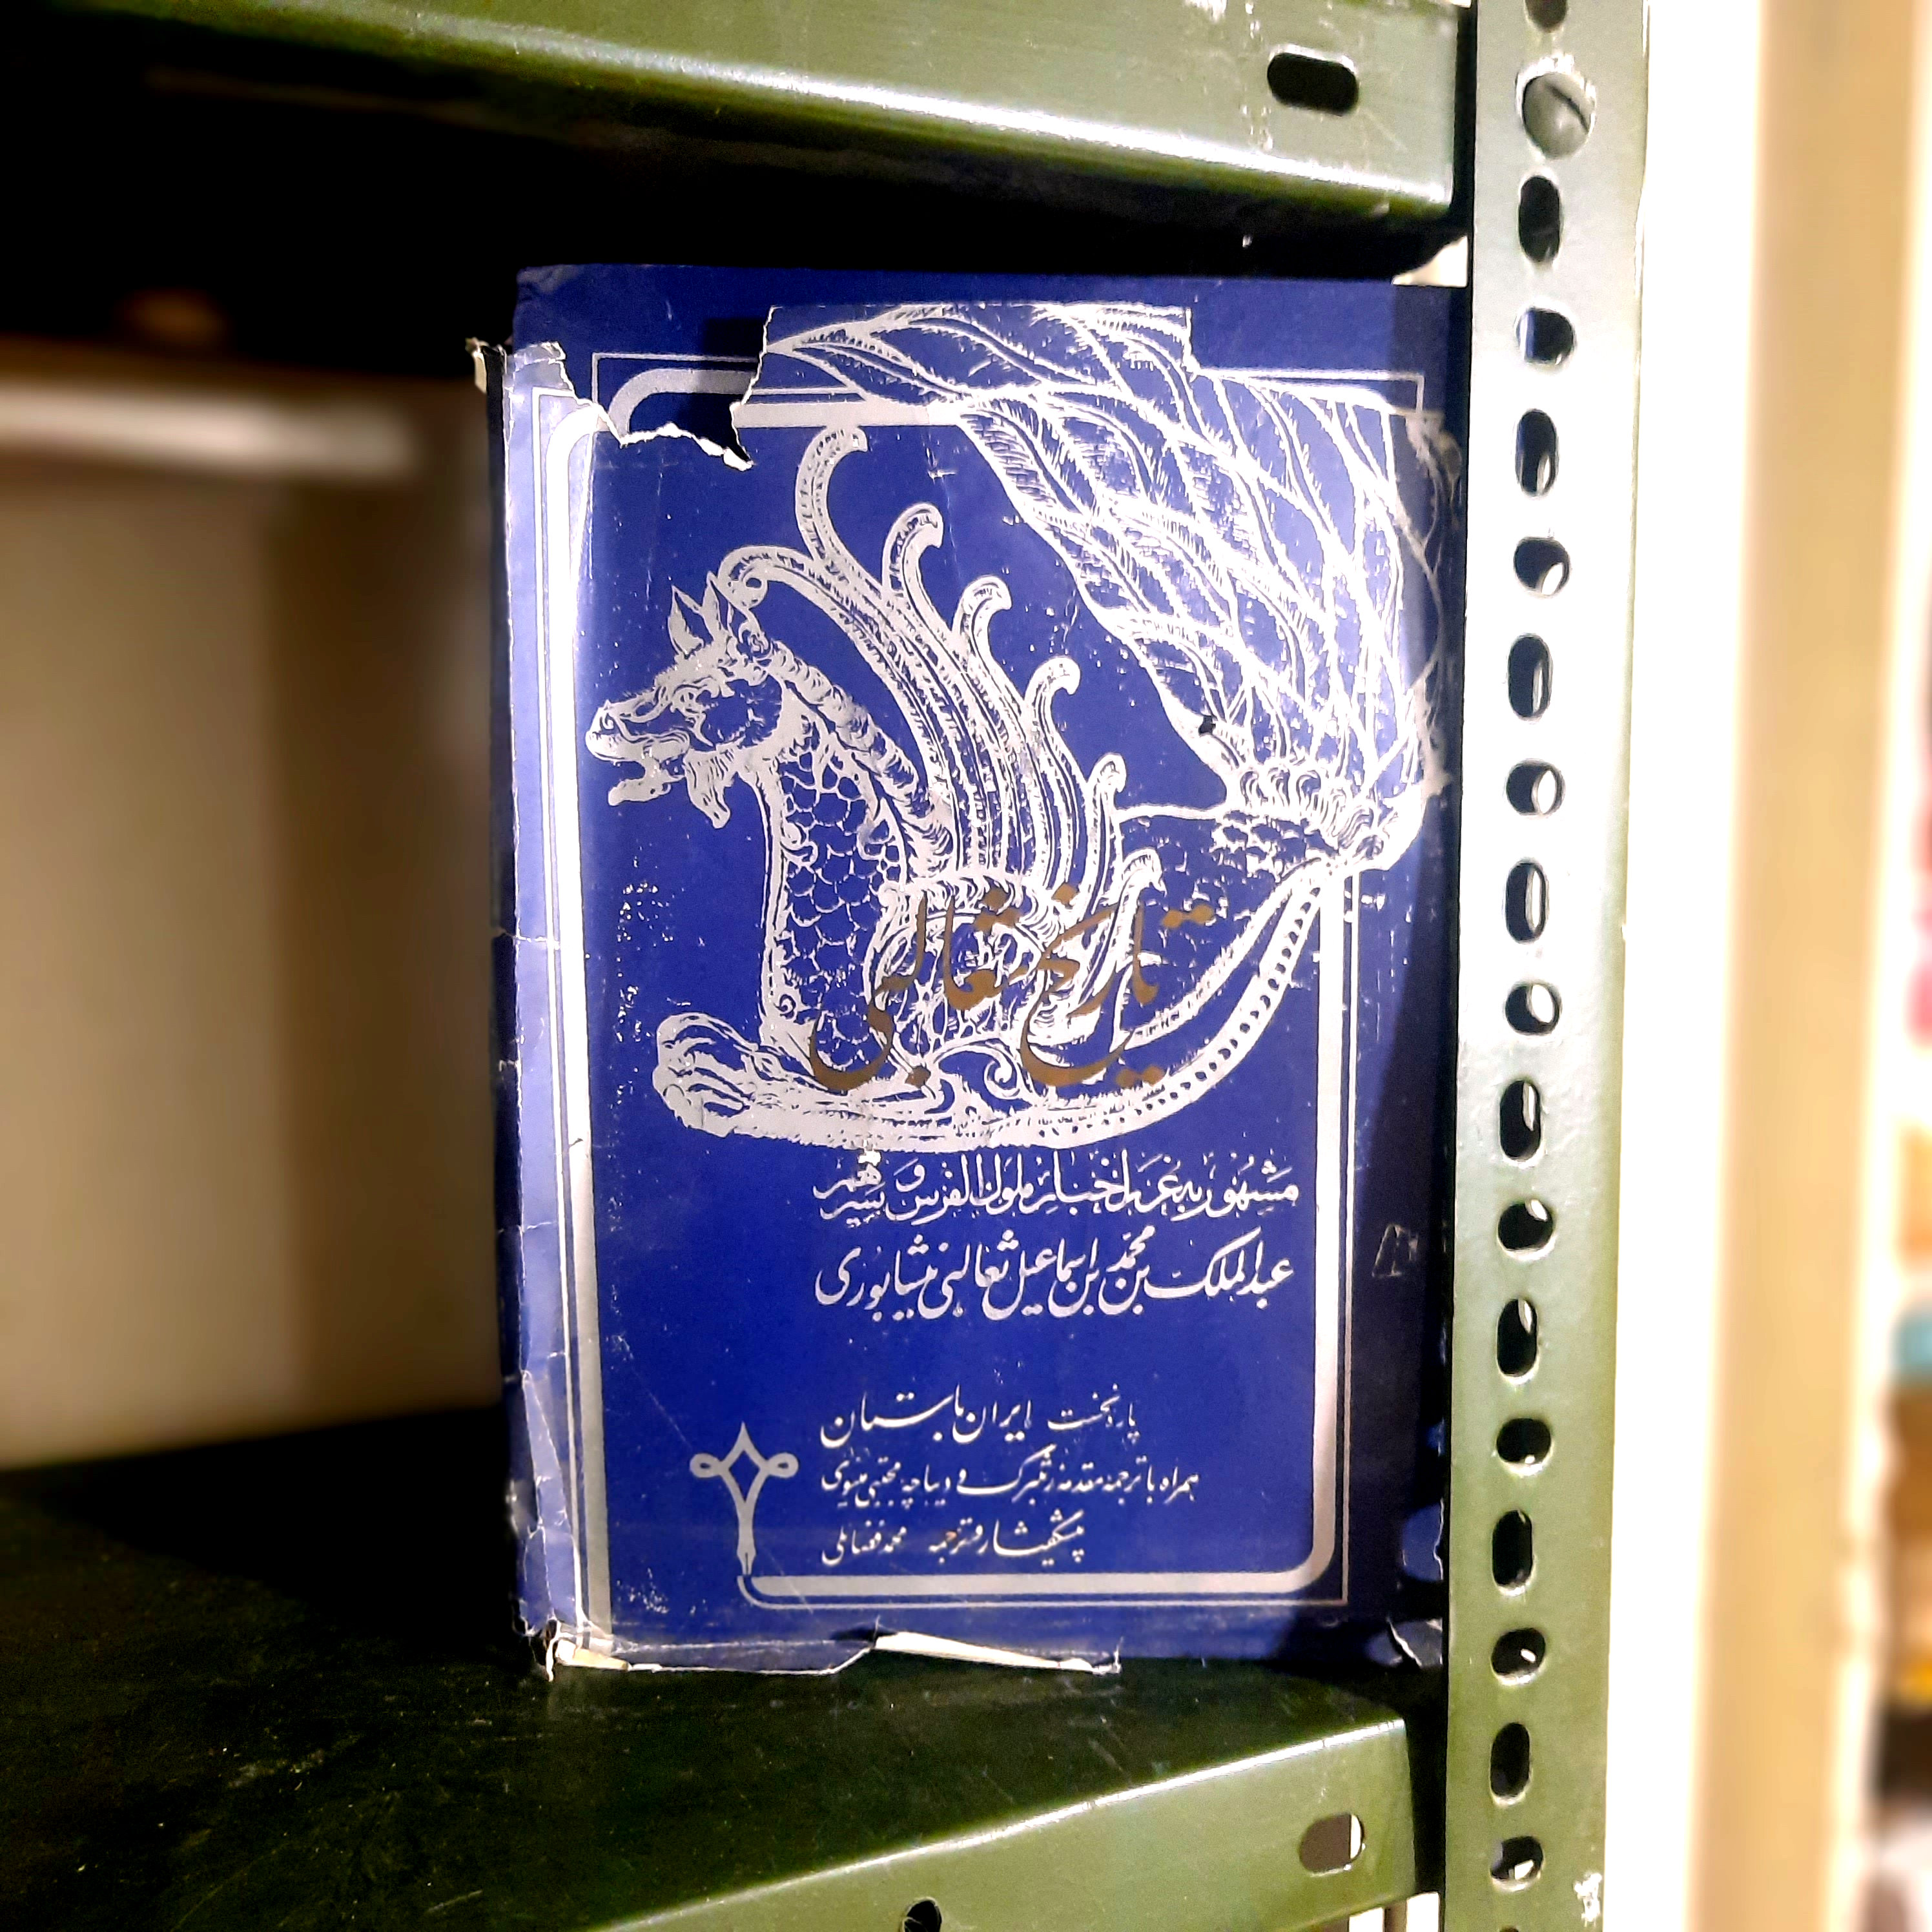 تاریخ ثعالبی
مشهور به غرر اخبار ملوک الفرس و سیرهم
عبدالملک بن محمد بن اسماعیل ثعالبی نیشابوری
پاره نخست ایران باستان
همراه با ترجمه مقدمه زتنبرگ و دیباچه مجتبی مینوی
پیشگفتار و ترجمه محمد فضائلی